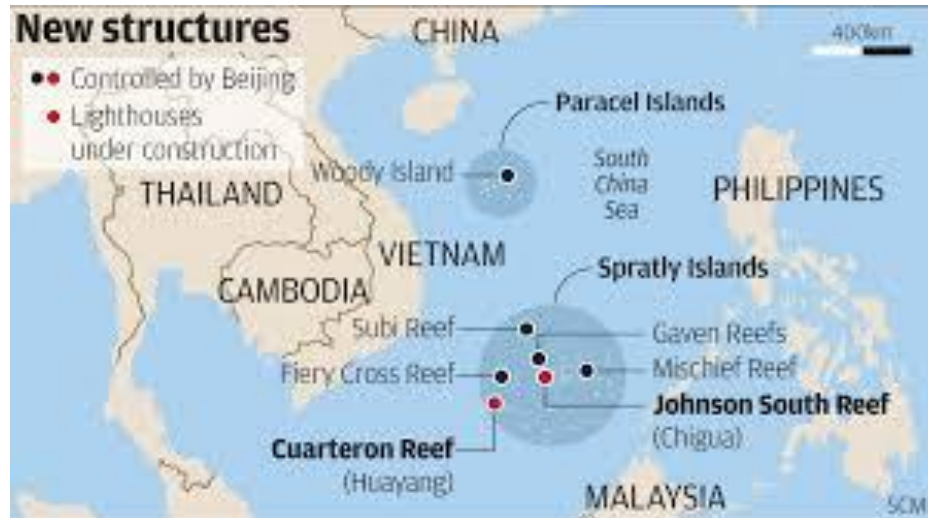 New structures
Controlled by Beijing
Lighthouses
under construction
CHINA
400km
Paracel Islands
Woody Island
South
China
Sea
THAILAND
PHILIPPINES
VIETNAM
Spratly Islands
CAMBODIA
Subi Reef
Gaven Reefs
Fiery Cross Reef
Mischief Reef
Johnson South Reef
(Chigua)
Cuarteron Reef
(Huayang)
MALAYSIA
SCM